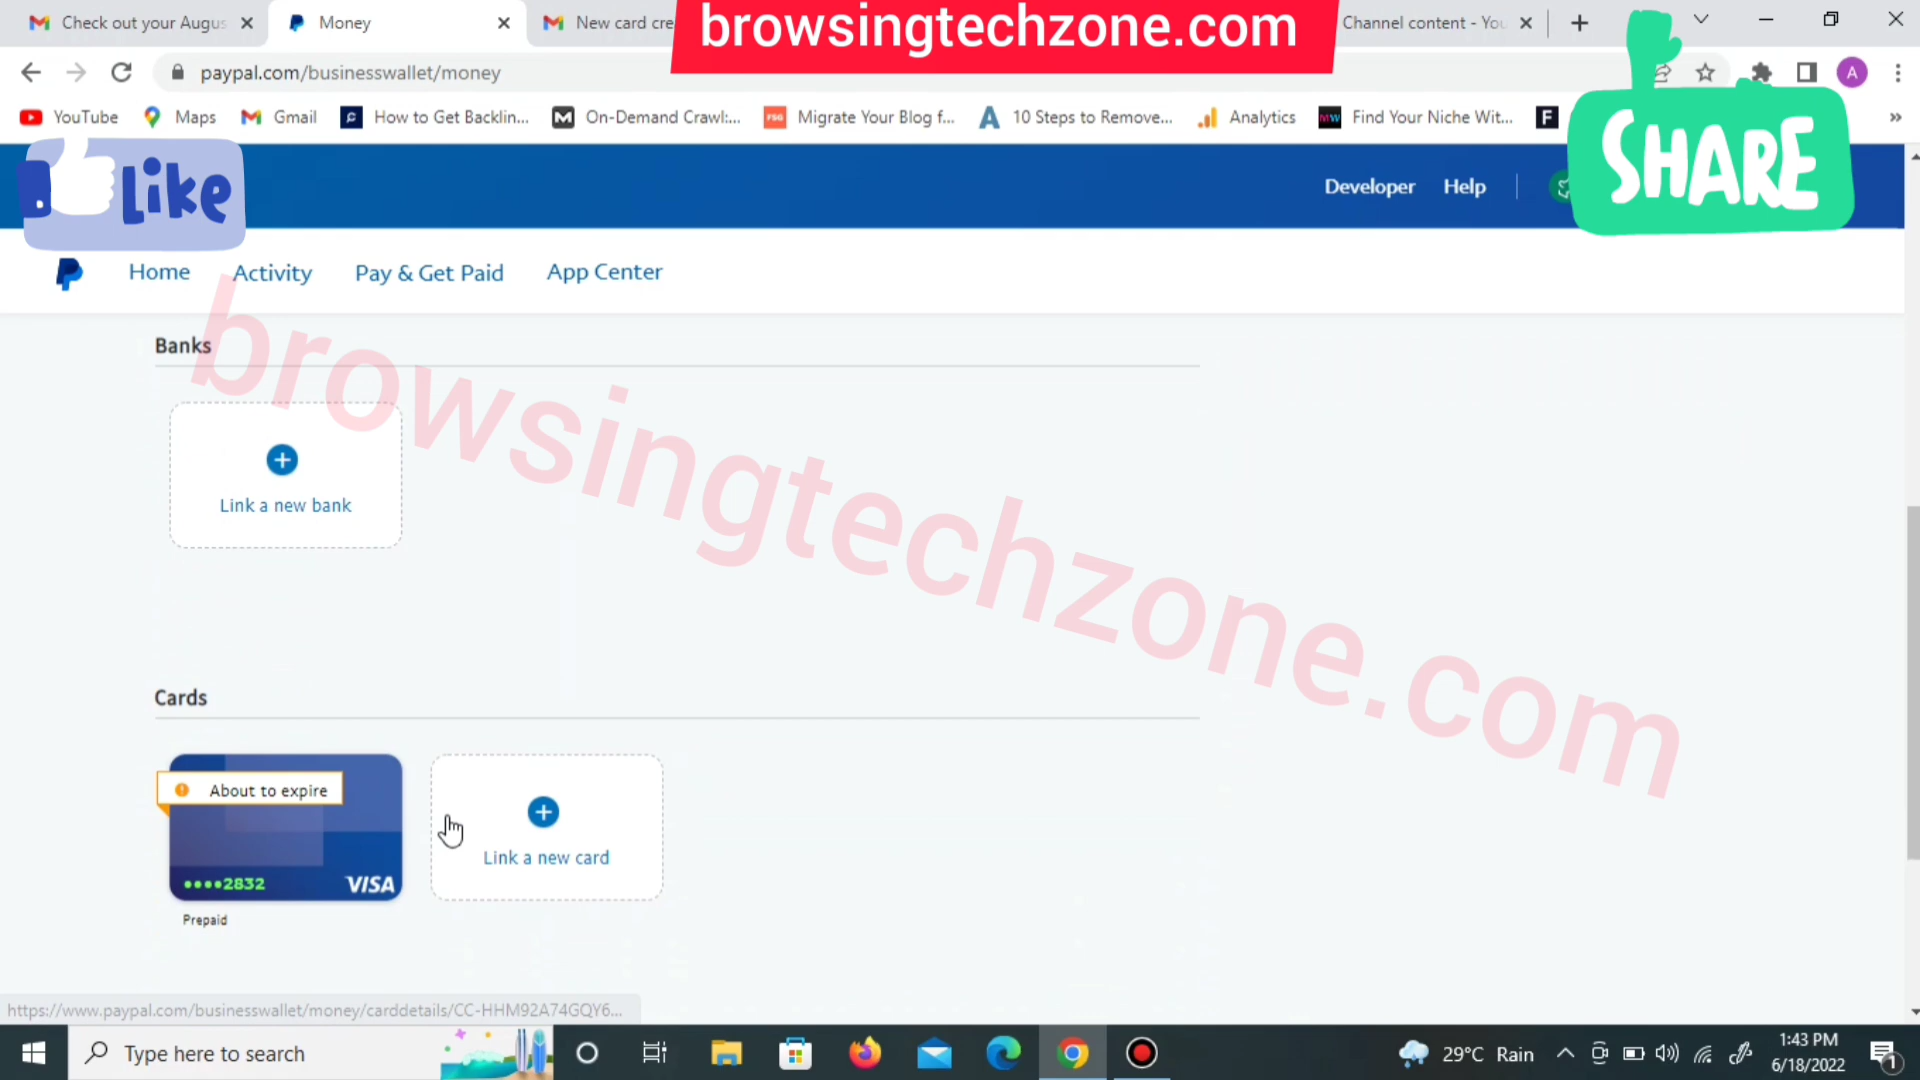 Check out your Augus
Money
New card cre
browsingtechzone.com
Channel content - You
paypal.com/businesswallet/money
A
YouTube
Maps
Gmail
How to Get Backlin...
On-Demand Crawl:...
FSG
Migrate Your Blog f...
10 Steps to Remove...
Analytics
MW
Find Your Niche Wit...
F
»
Like
SHARE
Developer
Help
Home
Activity
Pay & Get Paid
App Center
browsingtechzone.com
Banks
Link a new bank
Cards
About to expire
••••2832
VISA
Prepaid
Link a new card
https://www.paypal.com/businesswallet/money/carddetails/CC-HHM92A74GQY6...
Type here to search
29°C Rain
1:43 PM
6/18/2022
1